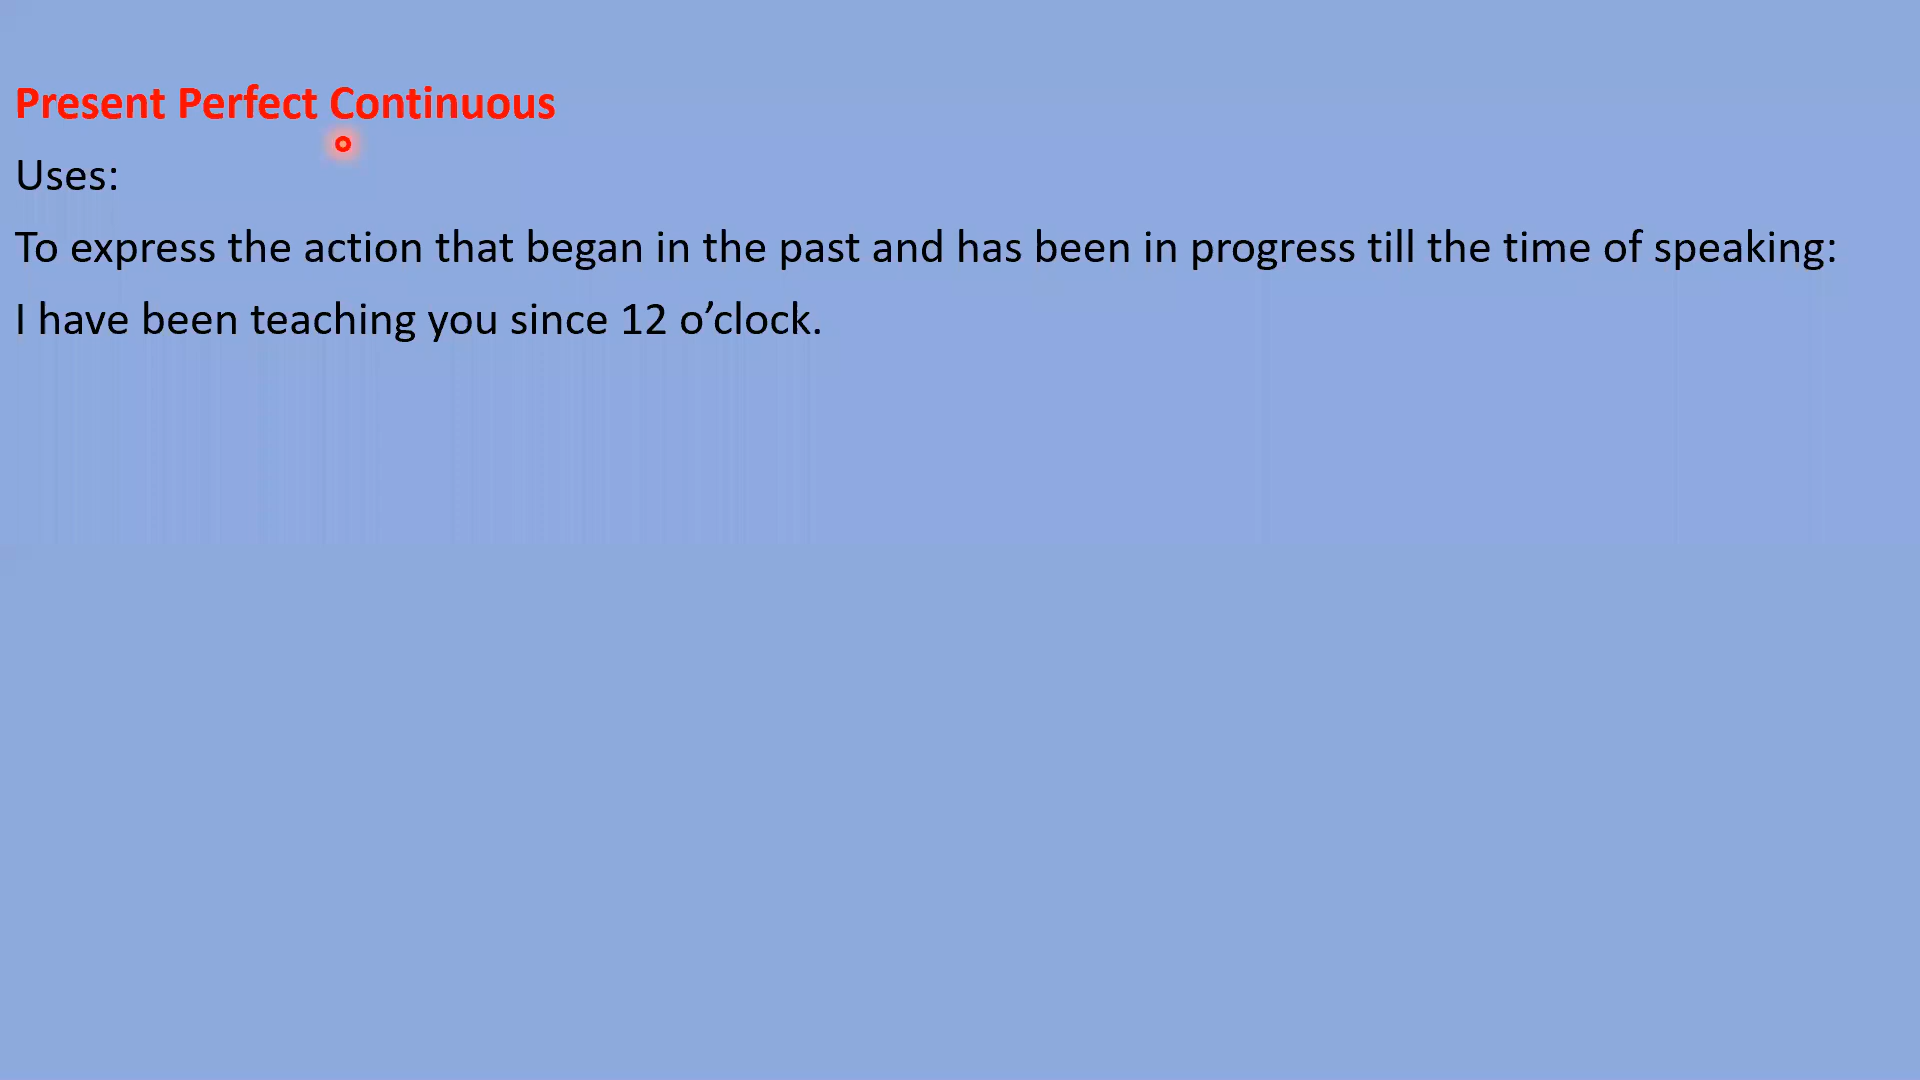 Present Perfect Continuous
Uses:
To express the action that began in the past and has been in progress till the time of speaking:
I have been teaching you since 12 o’clock.